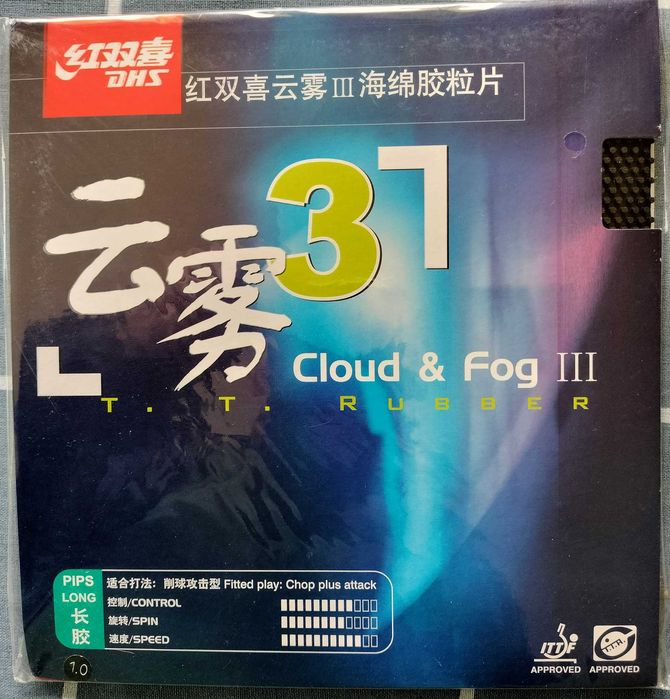 红双喜
DHS
红双喜云雾III海绵胶粒片
云雾3
Cloud & Fog III
T. T. RUBBER
PIPS
LONG
长
胶
适合打法：削球攻击型 Fitted play: Chop plus attack
控制/CONTROL
旋转/SPIN
速度/SPEED
1.0
ITTF
APPROVED
T.T.R.
APPROVED